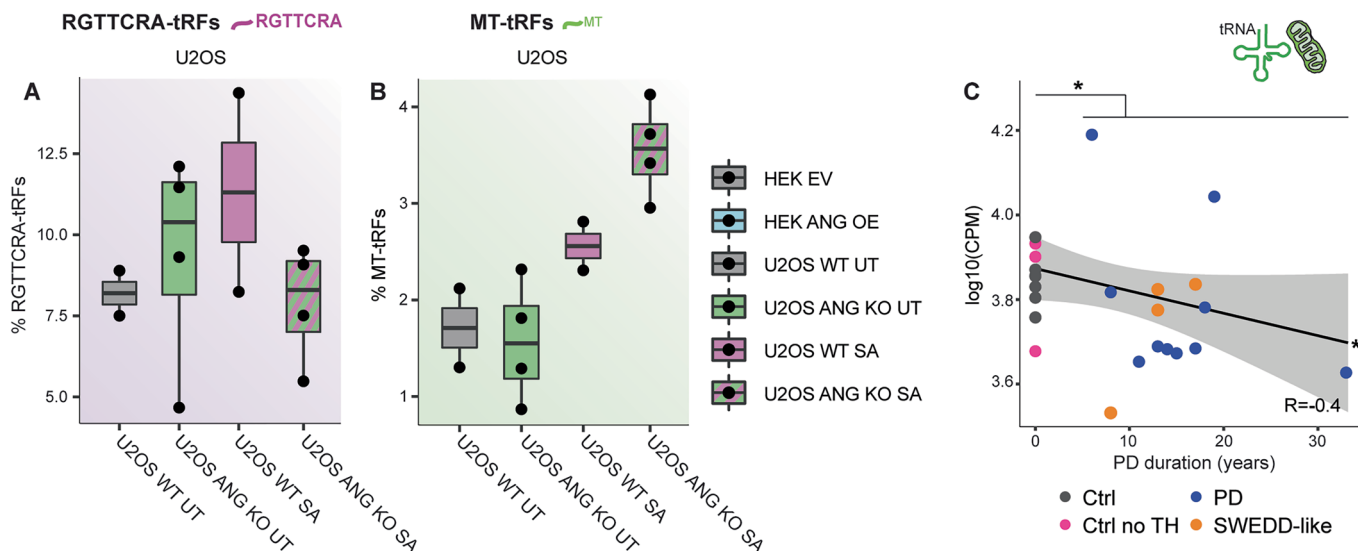 RGTTCRA-tRFs RGTTCRA
U2OS
A
% RGTTCRA-tRFs
12.5
10.0
7.5
5.0
U2OS WT UT
U2OS ANG KO UT
U2OS WT SA
U2OS ANG KO SA
MT-tRFs MT
U2OS
B
% MT-tRFs
4
3
2
1
U2OS WT UT
U2OS ANG KO UT
U2OS WT SA
U2OS ANG KO SA
HEK EV
HEK ANG OE
U2OS WT UT
U2OS ANG KO UT
U2OS WT SA
U2OS ANG KO SA
tRNA
C
*
log10(CPM)
4.2
4.0
3.8
3.6
*
R=-0.4
0 10 20 30
PD duration (years)
Ctrl PD
Ctrl no TH SWEDD-like